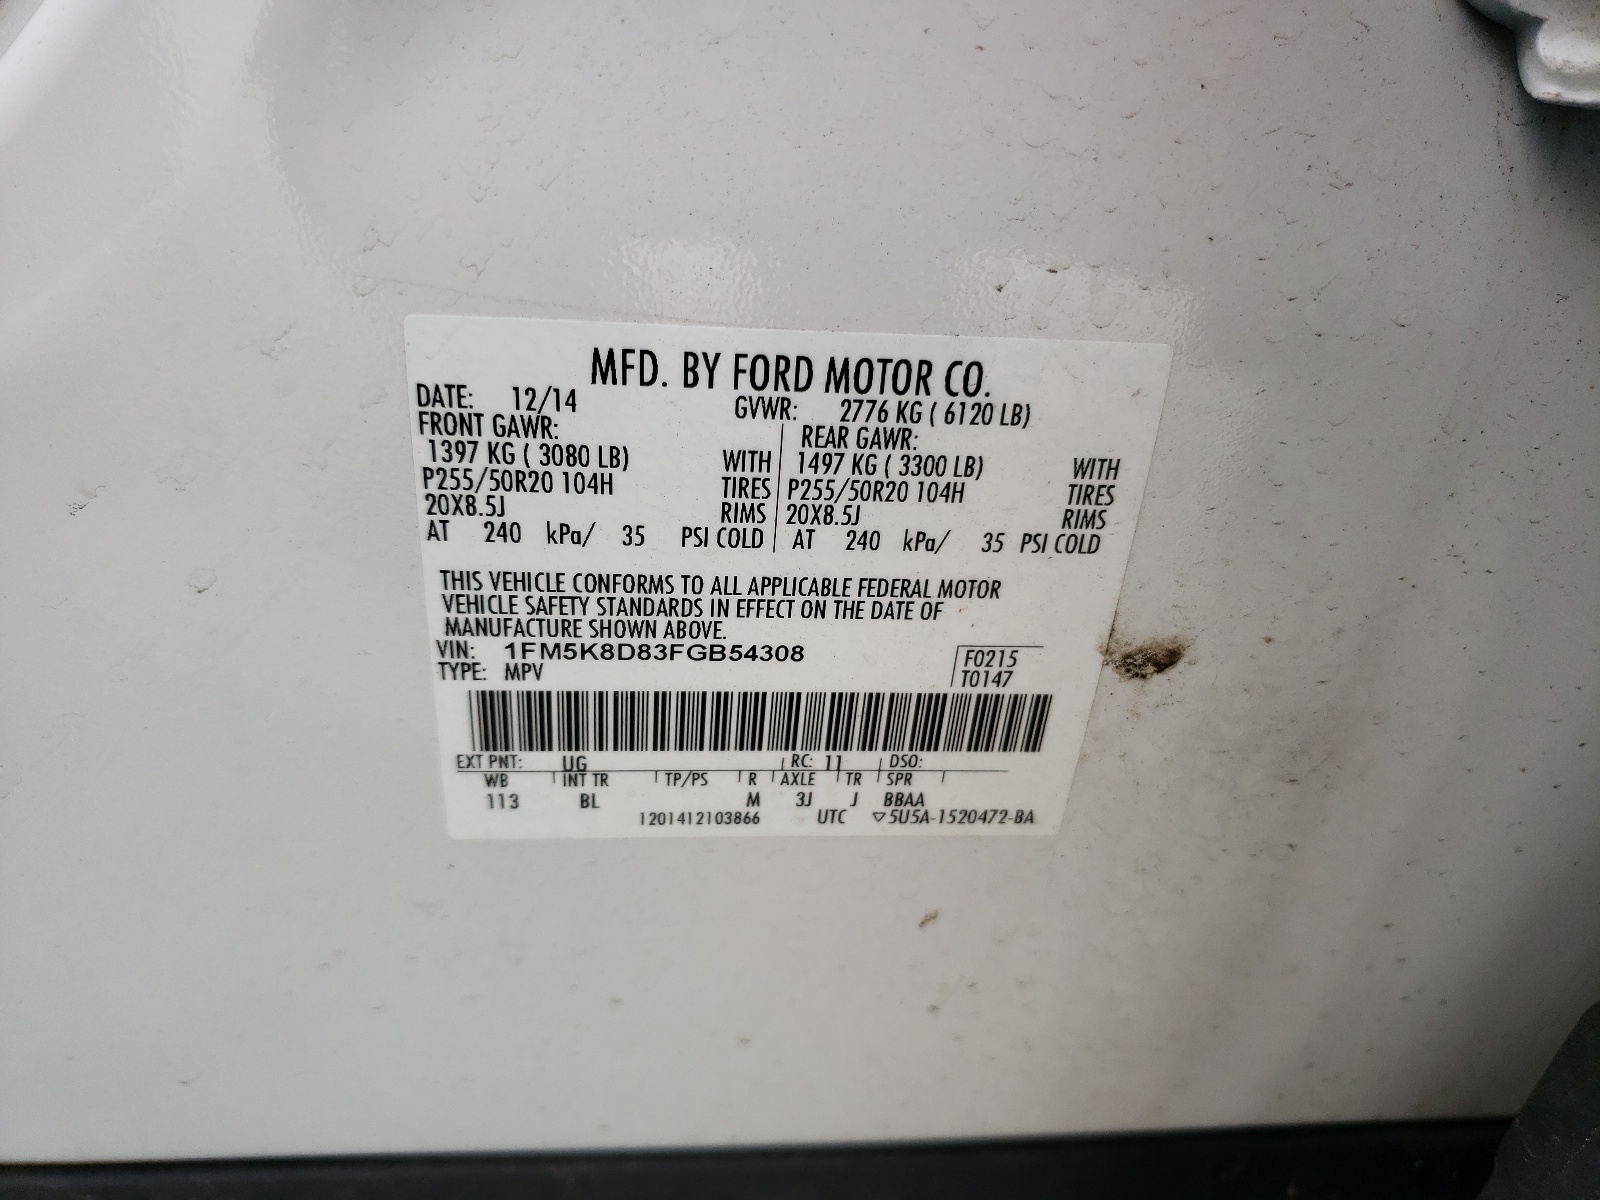 MFD. BY FORD MOTOR CO.
DATE: 12/14 GVWR: 2776 KG ( 6120 LB)
FRONT GAWR: REAR GAWR:
1397 KG ( 3080 LB) WITH 1497 KG ( 3300 LB) WITH
P255/50R20 104H TIRES P255/50R20 104H TIRES
20X8.5J RIMS 20X8.5J RIMS
AT 240 kPa/ 35 PSI COLD AT 240 kPa/ 35 PSI COLD
THIS VEHICLE CONFORMS TO ALL APPLICABLE FEDERAL MOTOR
VEHICLE SAFETY STANDARDS IN EFFECT ON THE DATE OF
MANUFACTURE SHOWN ABOVE.
VIN: 1FM5K8D83FGB54308 F0215
TYPE: MPV T0147
EXT PNT: UG RC: 11 DSO:
WB INT TR TP/PS R AXLE TR SPR
113 BL M 3J J BBAA
1201412103866 UTC ▽5U5A-1520472-BA